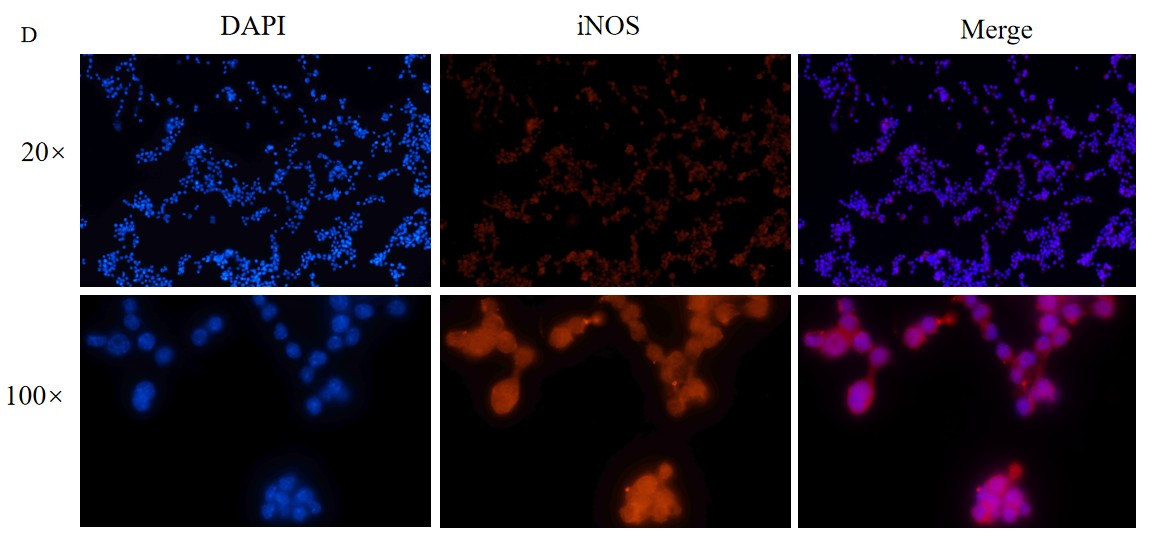 D
DAPI
iNOS
Merge
20×
100×